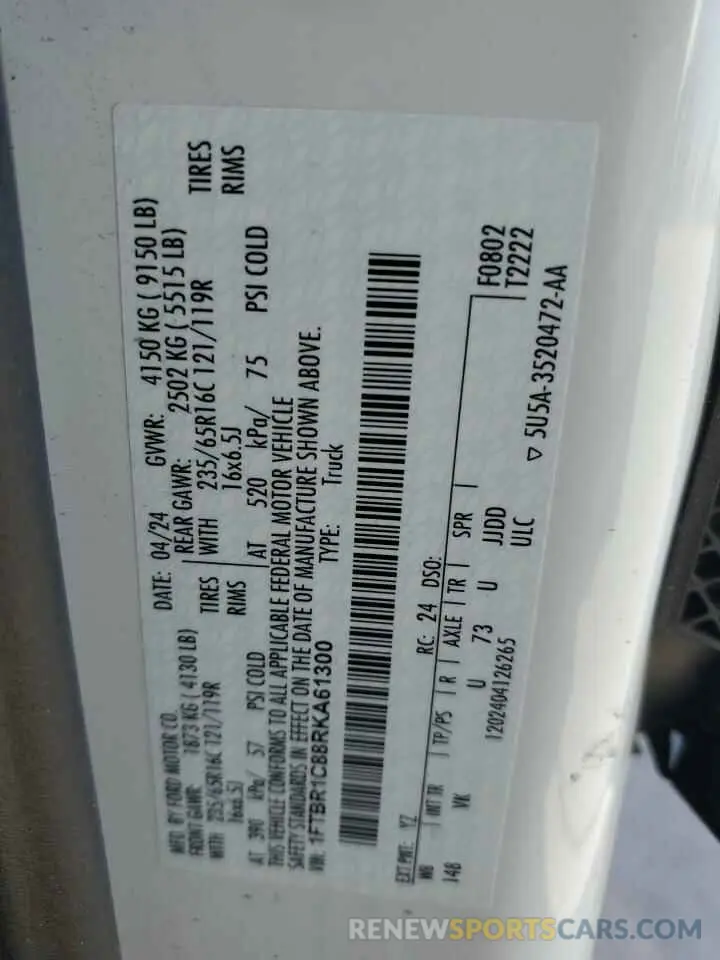 MFD. BY FORD MOTOR CO.
DATE: 04/24 GVWR: 4150 KG ( 9150 LB)
FRONT GAWR: 1873 KG ( 4130 LB) REAR GAWR: 2502 KG ( 5515 LB)
WITH 235/65R16C 121/119R TIRES WITH 235/65R16C 121/119R TIRES
16x6.5J RIMS 16x6.5J RIMS
AT 390 kPa/ 57 PSI COLD AT 520 kPa/ 75 PSI COLD
THIS VEHICLE CONFORMS TO ALL APPLICABLE FEDERAL MOTOR VEHICLE
SAFETY STANDARDS IN EFFECT ON THE DATE OF MANUFACTURE SHOWN ABOVE.
VIN: 1FTBR1C88RKA61300 TYPE: Truck
EXT PNT: YZ RC: 24 DSO: F0802
WB INT TR TP/PS R AXLE TR SPR T2222
148 VK U 73 U JJDD
1202404126265 ULC
5U5A-3520472-AA
RENEWSPORTSCARS.COM